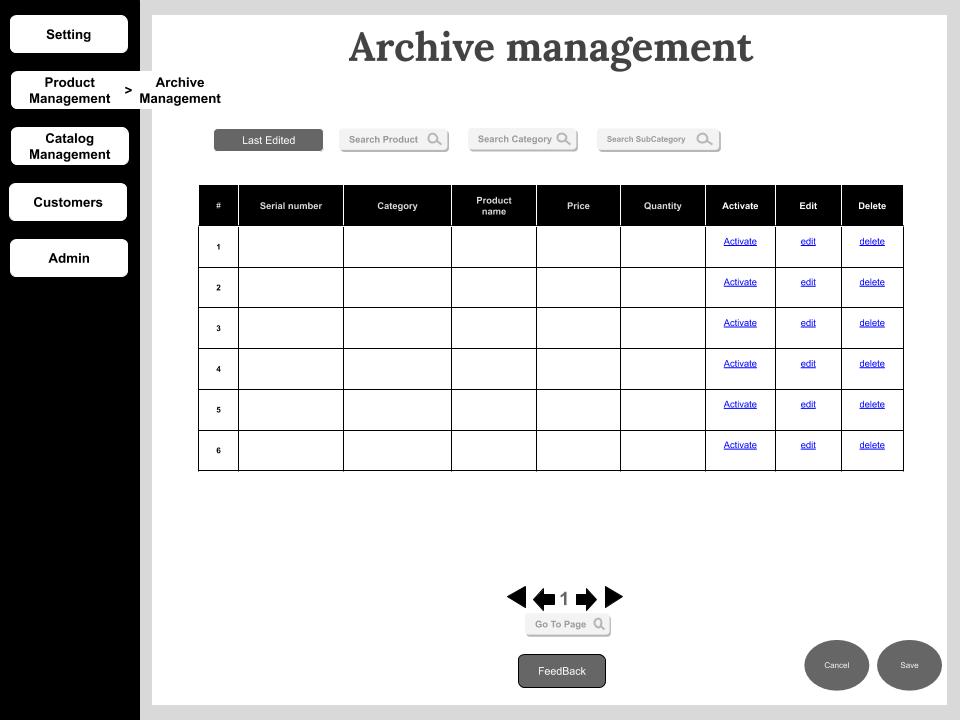 Archive management
Setting
Product
Management
>
Archive
Management
Catalog
Management
Customers
Admin
Last Edited
Search Product
Search Category
Search SubCategory
# Serial number Category Product name Price Quantity Activate Edit Delete
1 Activate edit delete
2 Activate edit delete
3 Activate edit delete
4 Activate edit delete
5 Activate edit delete
6 Activate edit delete
1
Go To Page
FeedBack
Cancel
Save